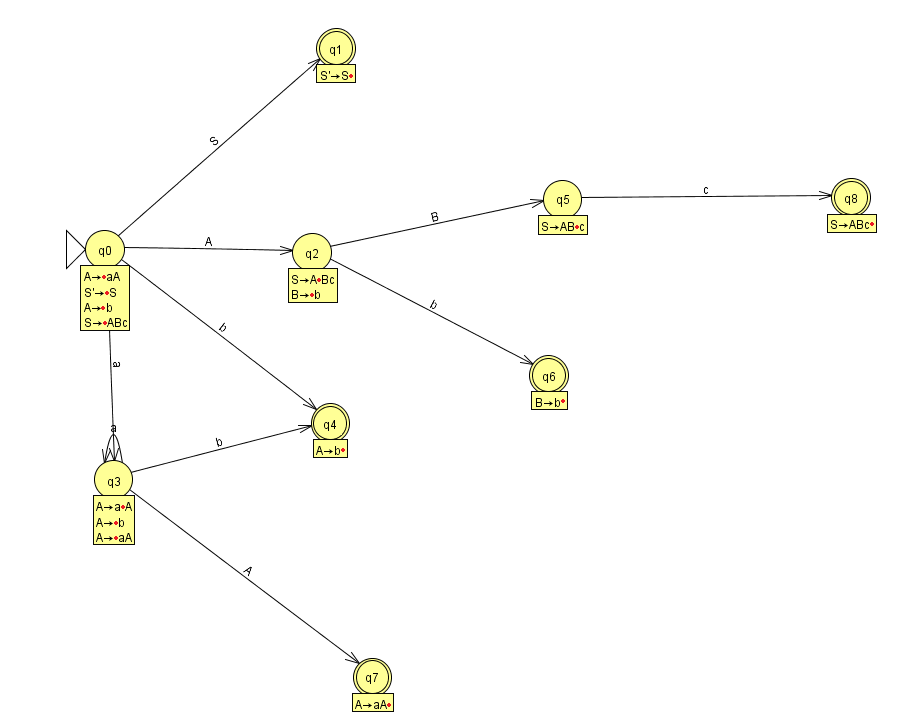 q1
S'→S•
S
q5
S→AB•c
c
q8
S→ABc•
q0
A→•aA
S'→•S
A→•b
S→•ABc
A
q2
S→A•Bc
B→•b
B
b
q6
B→b•
b
a
a
q3
A→a•A
A→•b
A→•aA
b
q4
A→b•
A
q7
A→aA•